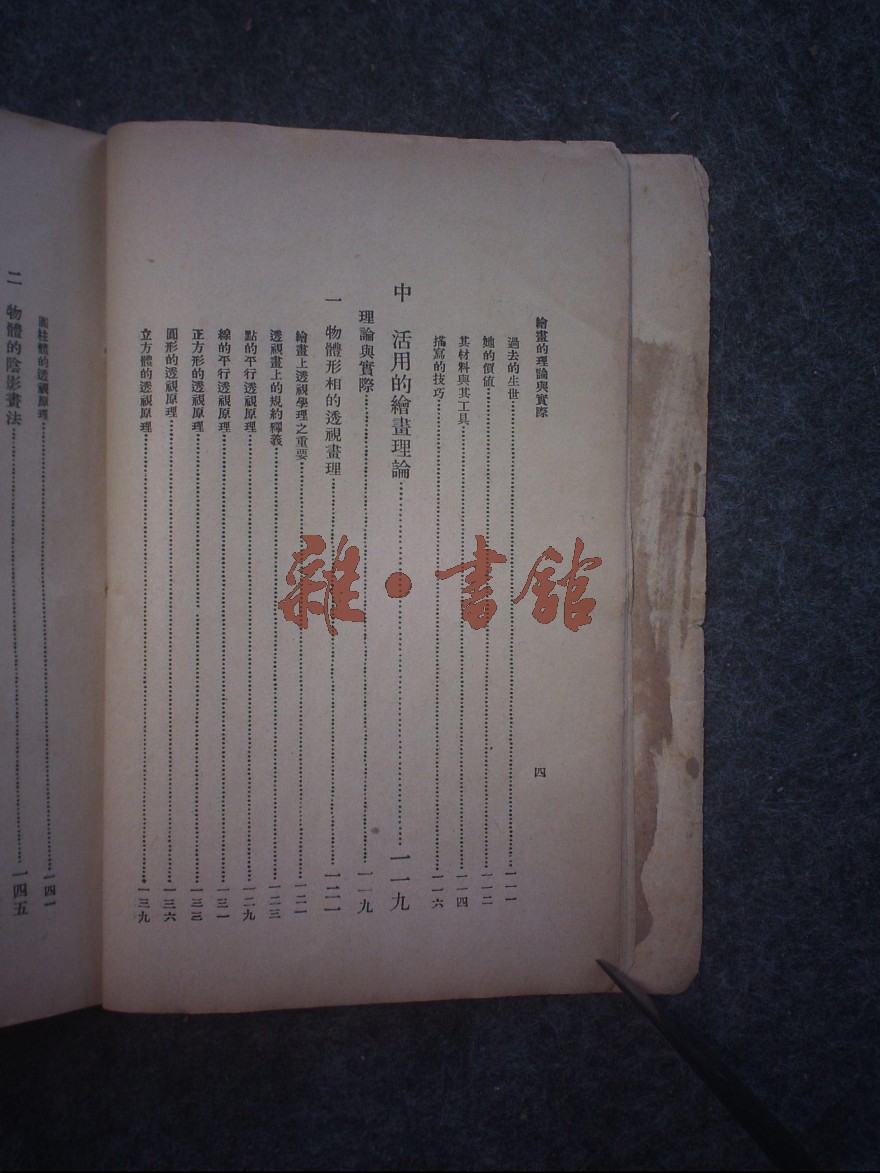 繪畫的理論與實際 四
過去的生世……一一一
她的價值……一一二
其材料與其工具……一一四
描寫的技巧……一一六
中 活用的繪畫理論……一一九
理論與實際……一一九
一 物體形相的透視畫理……一二一
繪畫上透視學理之重要……一二一
透視畫上的規約釋義……一二三
點的平行透視原理……一二九
線的平行透視原理……一三一
正方形的透視原理……一三三
圓形的透視原理……一三六
立方體的透視原理……一三九
圓柱體的透視原理……一四一
二 物體的陰影畫法……一四五
雜·書館